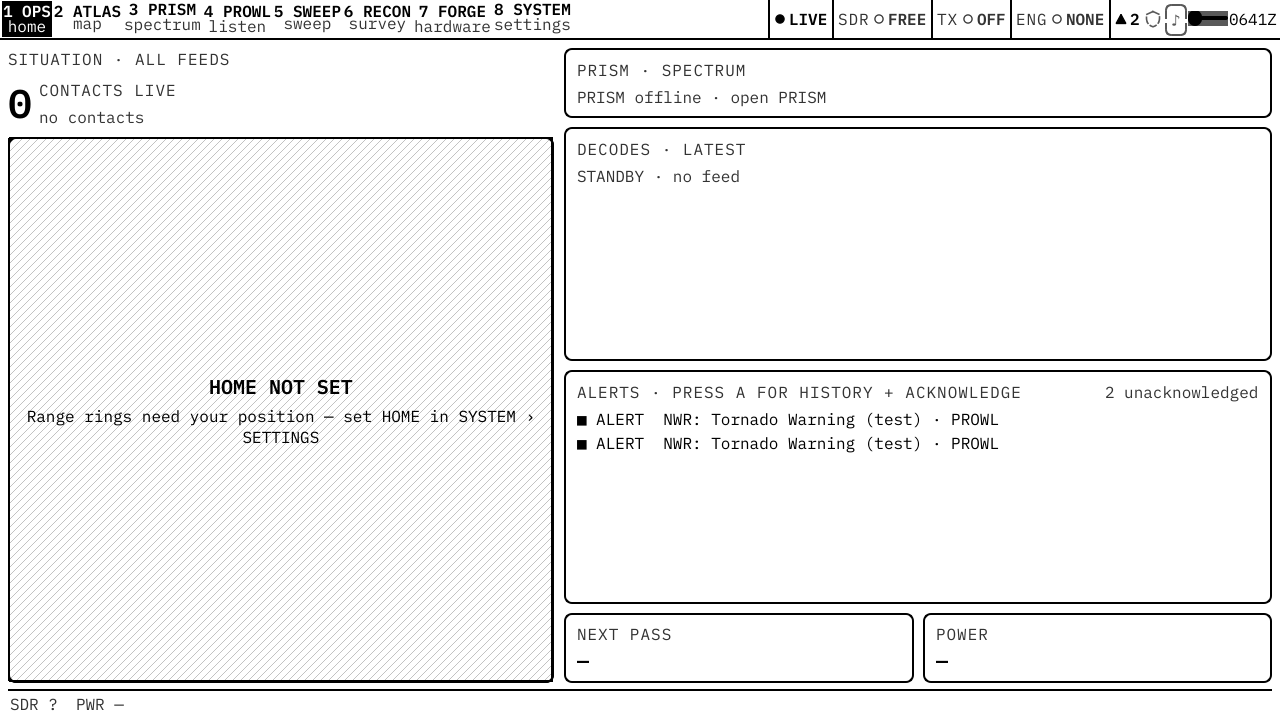 1 OPS 2 ATLAS 3 PRISM 4 PROWL 5 SWEEP 6 RECON 7 FORGE 8 SYSTEM
home map spectrum listen sweep survey hardware settings
● LIVE SDR ○ FREE TX ○ OFF ENG ○ NONE ▲2 ♪ 0641Z
SITUATION · ALL FEEDS
0 CONTACTS LIVE
no contacts
HOME NOT SET
Range rings need your position — set HOME in SYSTEM ›
SETTINGS
PRISM · SPECTRUM
PRISM offline · open PRISM
DECODES · LATEST
STANDBY · no feed
ALERTS · PRESS A FOR HISTORY + ACKNOWLEDGE 2 unacknowledged
■ ALERT NWR: Tornado Warning (test) · PROWL
■ ALERT NWR: Tornado Warning (test) · PROWL
NEXT PASS
—
POWER
—
SDR ? PWR —